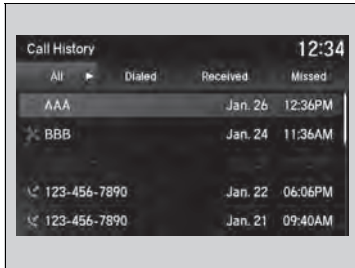 Call History 12:34
All Dialed Received Missed
AAA Jan. 26 12:36PM
BBB Jan. 24 11:36AM
123-456-7890 Jan. 22 06:06PM
123-456-7890 Jan. 21 09:40AM